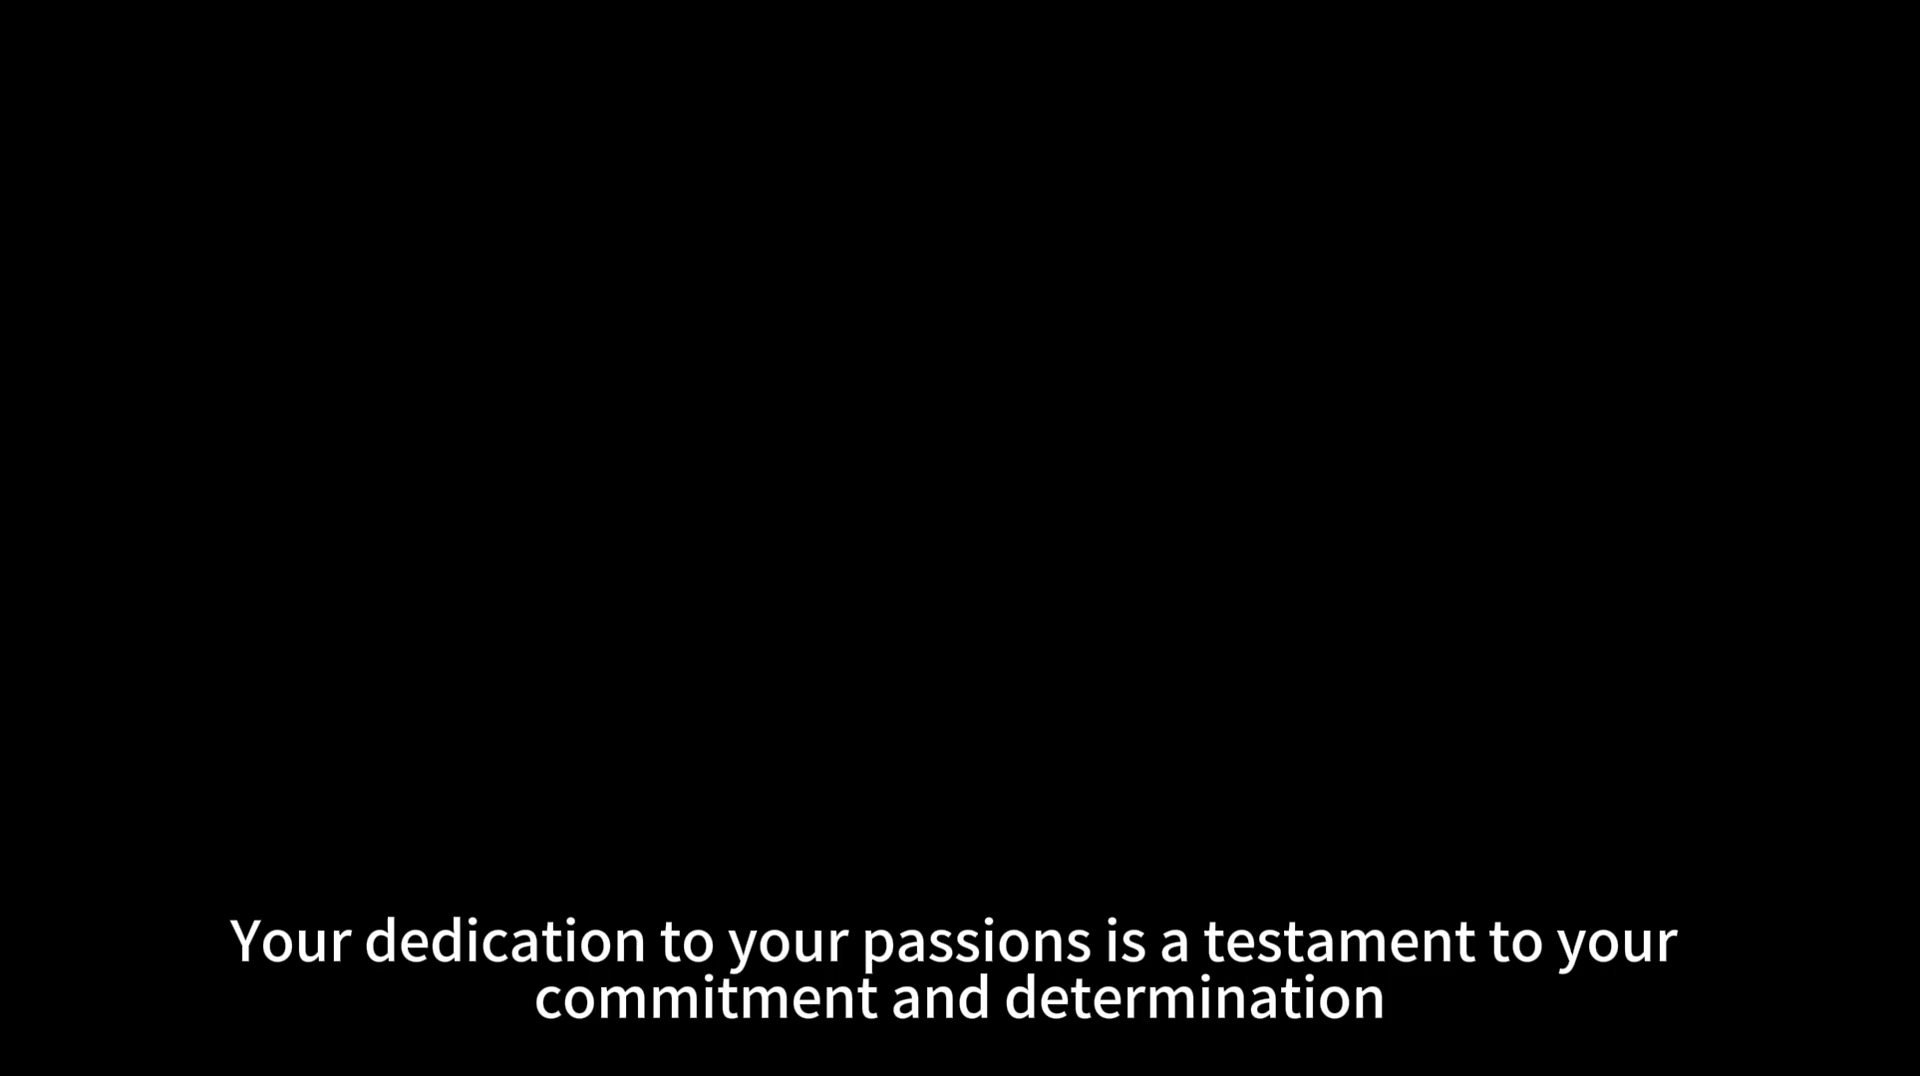 Your dedication to your passions is a testament to your
commitment and determination